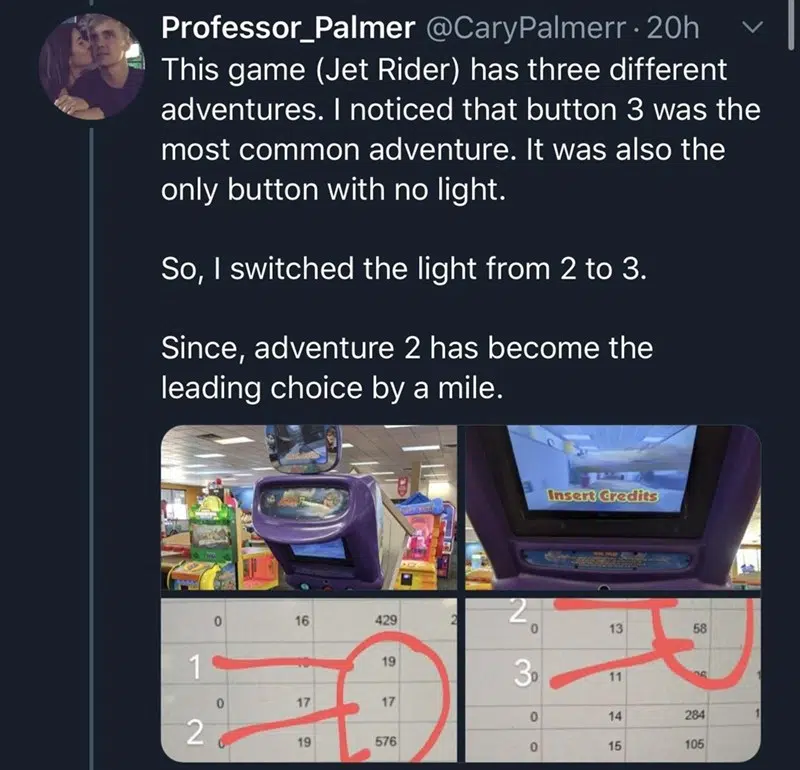 Professor_Palmer @CaryPalmerr · 20h
This game (Jet Rider) has three different
adventures. I noticed that button 3 was the
most common adventure. It was also the
only button with no light.
So, I switched the light from 2 to 3.
Since, adventure 2 has become the
leading choice by a mile.
Insert Credits
0 16 429 2
1 19
0 17 17
2 19 576
2 0 13 58
3 0 11
0 14 284 1
0 15 105